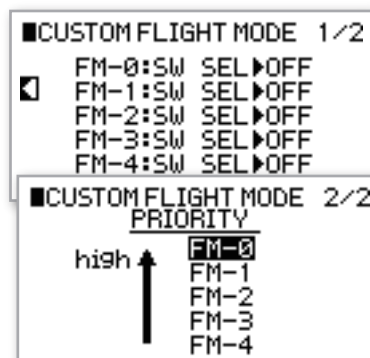 ■CUSTOM FLIGHT MODE 1/2
FM-0:SW SEL▶OFF
FM-1:SW SEL▶OFF
FM-2:SW SEL▶OFF
FM-3:SW SEL▶OFF
FM-4:SW SEL▶OFF
■CUSTOM FLIGHT MODE 2/2
PRIORITY
high
FM-0
FM-1
FM-2
FM-3
FM-4